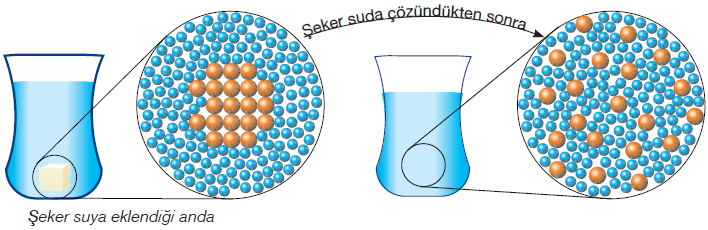 Şeker suda çözündükten sonra
Şeker suya eklendiği anda